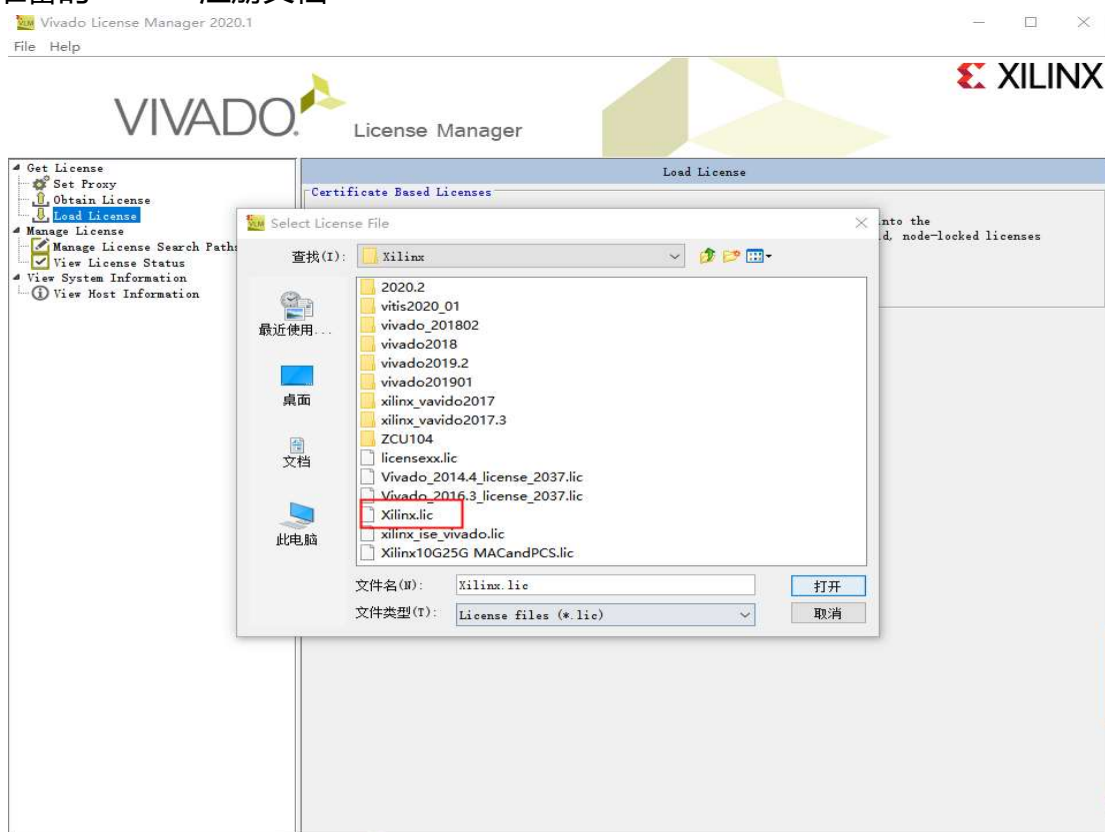 注册文档
Vivado License Manager 2020.1
File Help
XILINX
VIVADO.
License Manager
Get License
Set Proxy
Obtain License
Load License
Manage License
Manage License Search Paths
View License Status
View System Information
View Host Information
Load License
Certificate Based Licenses
nto the
d, node-locked licenses
Select License File
查找(I):
Xilinx
最近使用...
桌面
文档
此电脑
2020.2
vitis2020_01
vivado_201802
vivado2018
vivado2019.2
vivado201901
xilinx_vavido2017
xilinx_vavido2017.3
ZCU104
licensexx.lic
Vivado_2014.4_license_2037.lic
Vivado_2016.3_license_2037.lic
Xilinx.lic
xilinx_ise_vivado.lic
Xilinx10G25G MACandPCS.lic
文件名(N):
Xilinx.lic
打开
文件类型(T):
License files (*.lic)
取消